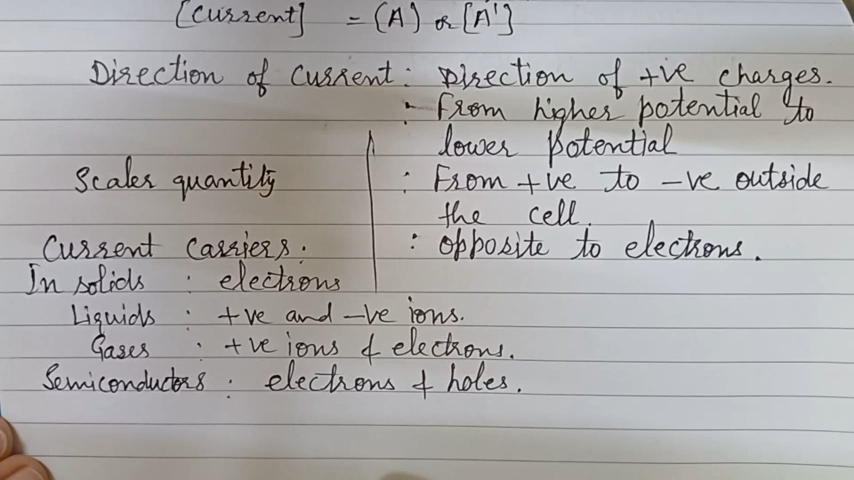 [Current] = (A) or [A¹]
Direction of Current : Direction of +ve charges.
: From higher potential to
lower potential
Scaler quantity
: From +ve to -ve outside
the cell.
: opposite to electrons.
Current Carriers :
In solids : electrons
Liquids : +ve and -ve ions.
Gases : +ve ions & electrons.
Semiconductors : electrons & holes.